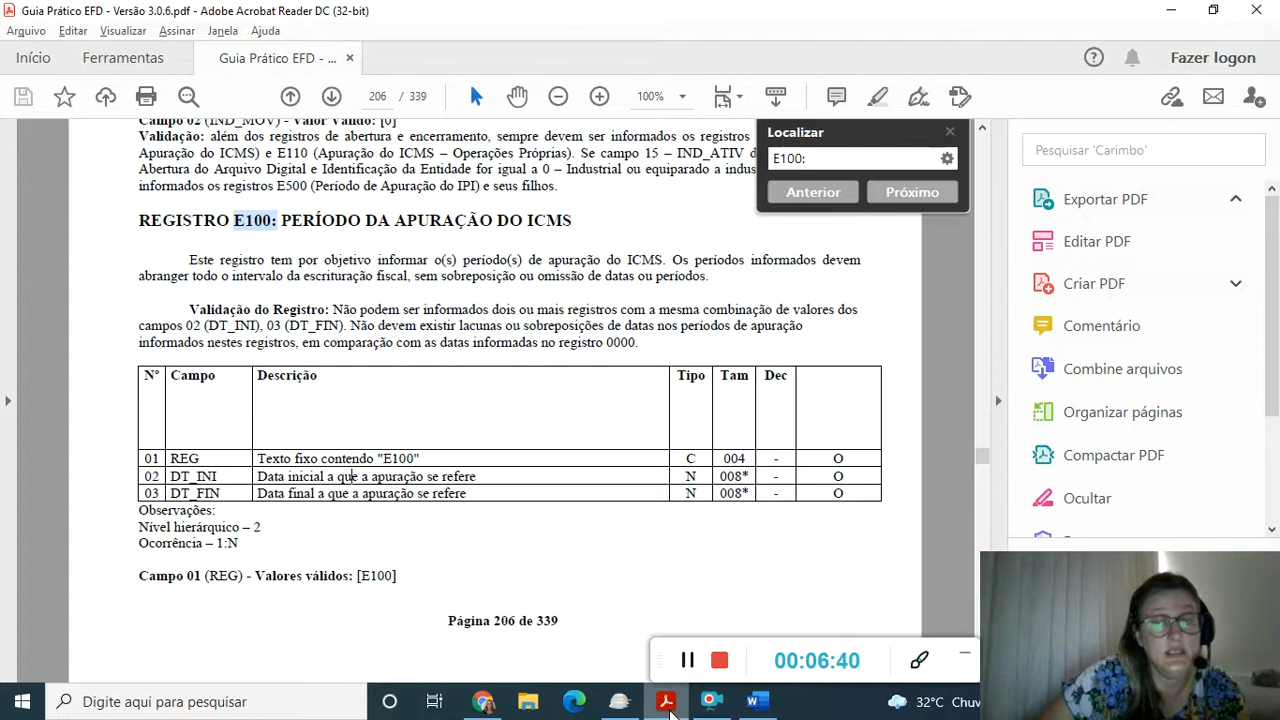 Guia Prático EFD - Versão 3.0.6.pdf - Adobe Acrobat Reader DC (32-bit)
Arquivo Editar Visualizar Assinar Janela Ajuda
Início Ferramentas Guia Prático EFD - ... × Fazer logon
206 / 339 100%
Campo 02 (IND_MOV) - Valor Válido: [0]
Validação: além dos registros de abertura e encerramento, sempre devem ser informados os registros
Apuração do ICMS) e E110 (Apuração do ICMS – Operações Próprias). Se campo 15 – IND_ATIV d
Abertura do Arquivo Digital e Identificação da Entidade for igual a 0 – Industrial ou equiparado a indus
informados os registros E500 (Período de Apuração do IPI) e seus filhos.
Localizar
E100:
Anterior Próximo
REGISTRO E100: PERÍODO DA APURAÇÃO DO ICMS
Este registro tem por objetivo informar o(s) período(s) de apuração do ICMS. Os períodos informados devem
abranger todo o intervalo da escrituração fiscal, sem sobreposição ou omissão de datas ou períodos.
Validação do Registro: Não podem ser informados dois ou mais registros com a mesma combinação de valores dos
campos 02 (DT_INI), 03 (DT_FIN). Não devem existir lacunas ou sobreposições de datas nos períodos de apuração
informados nestes registros, em comparação com as datas informadas no registro 0000.
Nº Campo Descrição Tipo Tam Dec
01 REG Texto fixo contendo "E100" C 004 - O
02 DT_INI Data inicial a que a apuração se refere N 008* - O
03 DT_FIN Data final a que a apuração se refere N 008* - O
Observações:
Nível hierárquico – 2
Ocorrência – 1:N
Campo 01 (REG) - Valores válidos: [E100]
Página 206 de 339
Pesquisar 'Carimbo'
Exportar PDF
Editar PDF
Criar PDF
Comentário
Combine arquivos
Organizar páginas
Compactar PDF
Ocultar
00:06:40
Digite aqui para pesquisar
32°C Chuv